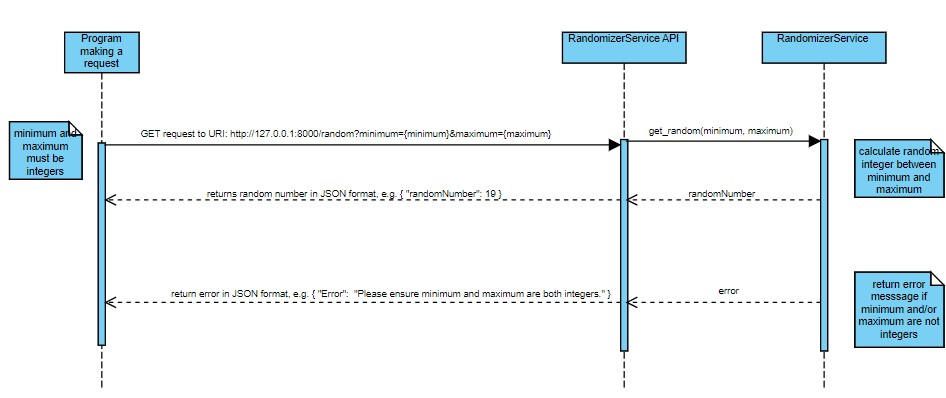 Program
making a
request
RandomizerService API
RandomizerService
minimum and
maximum
must be
integers
GET request to URI: http://127.0.0.1:8000/random?minimum={minimum}&maximum={maximum}
get_random(minimum, maximum)
calculate random
integer between
minimum and
maximum
returns random number in JSON format, e.g. { "randomNumber": 19 }
randomNumber
return error in JSON format, e.g. { "Error":  "Please ensure minimum and maximum are both integers." }
error
return error
messsage if
minimum and/or
maximum are not
integers